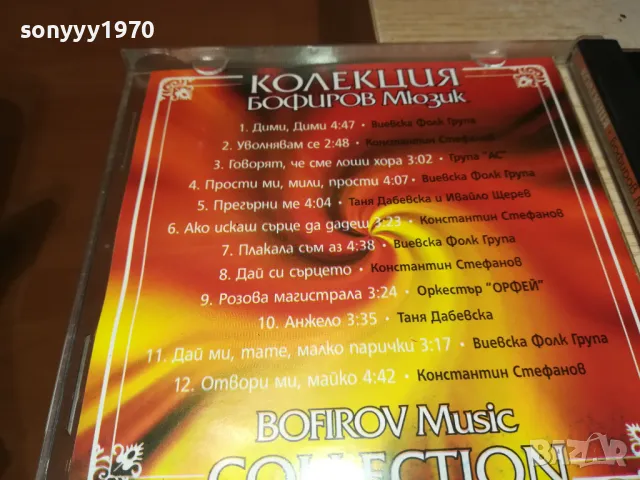 sonyyy1970
КОЛЕКЦИЯ
БОФИРОВ МЮЗИК
1. Дими, Дими 4:47 • Виевска Фолк Група
2. Уволнявам се 2:48 • Константин Стефанов
3. Говорят, че сме лоши хора 3:02 • Група "АС"
4. Прости ми, мили, прости 4:07 • Виевска Фолк Група
5. Прегърни ме 4:04 • Таня Дабевска и Ивайло Щерев
6. Ако искаш сърце да дадеш 3:23 • Константин Стефанов
7. Плакала съм аз 4:38 • Виевска Фолк Група
8. Дай си сърцето • Константин Стефанов
9. Розова магистрала 3:24 • Оркестър "ОРФЕЙ"
10. Анжело 3:35 • Таня Дабевска
11. Дай ми, тате, малко парички 3:17 • Виевска Фолк Група
12. Отвори ми, майко 4:42 • Константин Стефанов
BOFIROV Music
COLLECTION
BAZAR